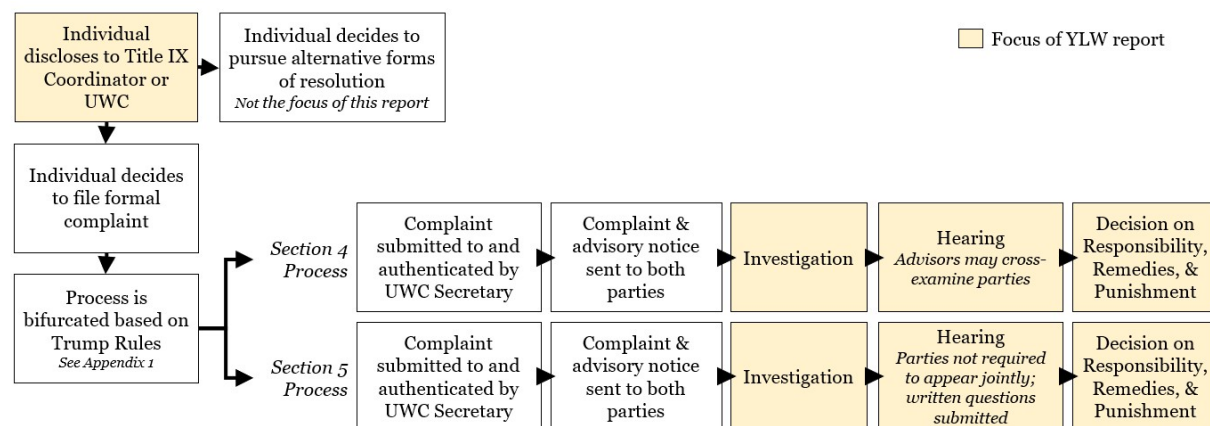 Individual
discloses to Title IX
Coordinator or
UWC
Individual decides to
pursue alternative forms
of resolution
Not the focus of this report
Focus of YLW report
Individual decides
to file formal
complaint
Process is
bifurcated based on
Trump Rules
See Appendix 1
Section 4
Process
Complaint
submitted to and
authenticated by
UWC Secretary
Complaint &
advisory notice
sent to both
parties
Investigation
Hearing
Advisors may cross-
examine parties
Decision on
Responsibility,
Remedies, &
Punishment
Section 5
Process
Complaint
submitted to and
authenticated by
UWC Secretary
Complaint &
advisory notice
sent to both
parties
Investigation
Hearing
Parties not required
to appear jointly;
written questions
submitted
Decision on
Responsibility,
Remedies, &
Punishment